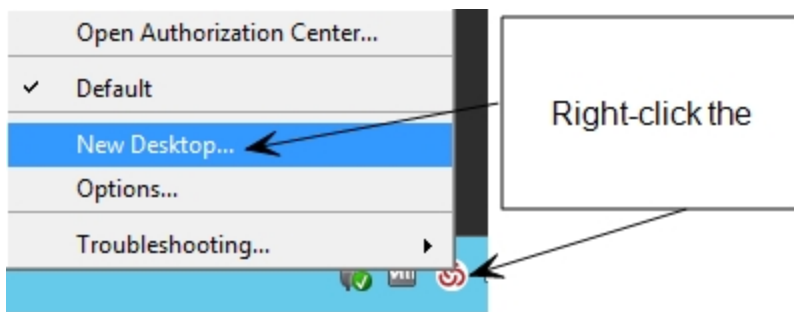 Open Authorization Center...
Default
New Desktop...
Options...
Troubleshooting...
Right-click the